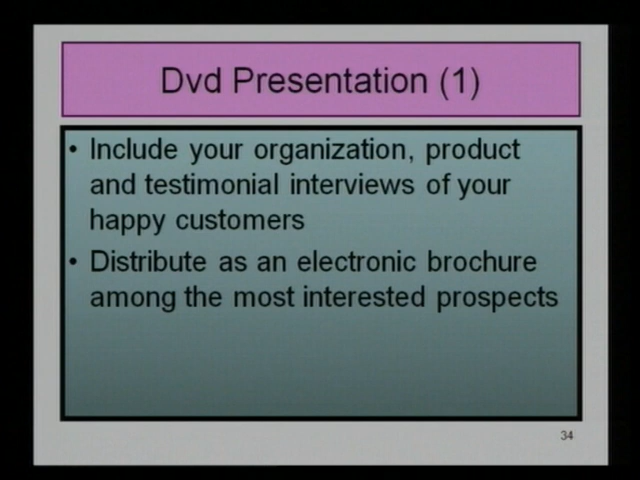 Dvd Presentation (1)
• Include your organization, product
and testimonial interviews of your
happy customers
• Distribute as an electronic brochure
among the most interested prospects
34